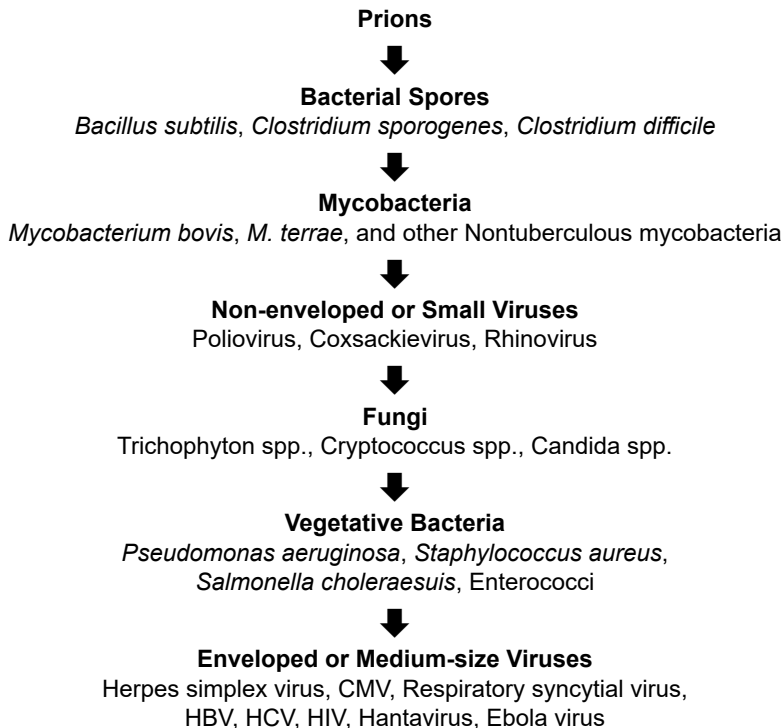 Prions
Bacterial Spores
Bacillus subtilis, Clostridium sporogenes, Clostridium difficile
Mycobacteria
Mycobacterium bovis, M. terrae, and other Nontuberculous mycobacteria
Non-enveloped or Small Viruses
Poliovirus, Coxsackievirus, Rhinovirus
Fungi
Trichophyton spp., Cryptococcus spp., Candida spp.
Vegetative Bacteria
Pseudomonas aeruginosa, Staphylococcus aureus,
Salmonella choleraesuis, Enterococci
Enveloped or Medium-size Viruses
Herpes simplex virus, CMV, Respiratory syncytial virus,
HBV, HCV, HIV, Hantavirus, Ebola virus